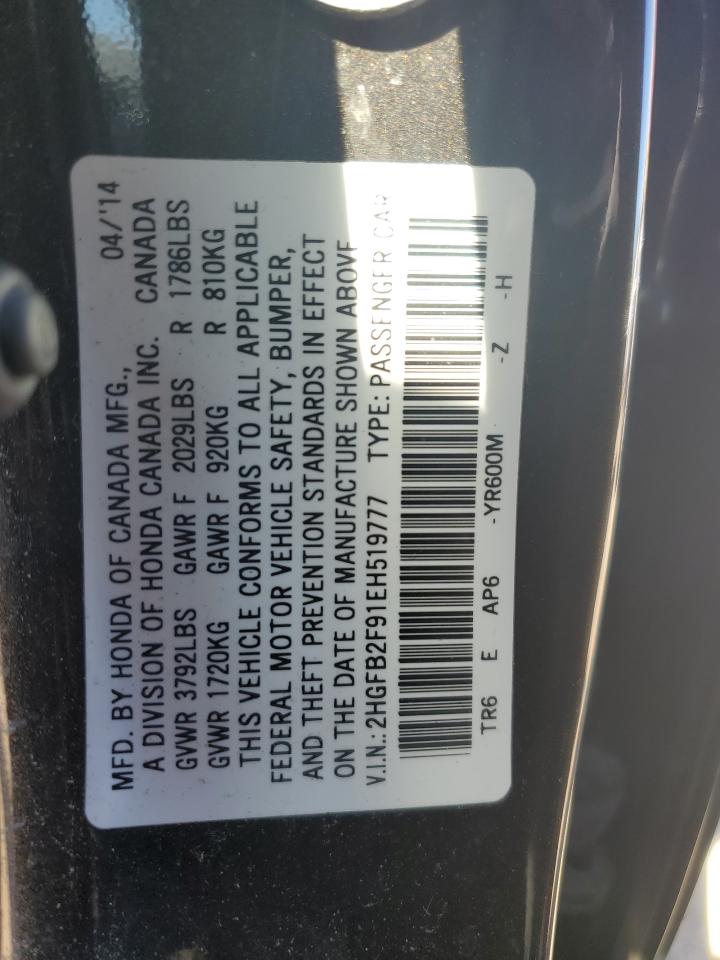 MFD. BY HONDA OF CANADA MFG., 04/'14
A DIVISION OF HONDA CANADA INC. CANADA
GVWR 3792LBS GAWR F 2029LBS R 1786LBS
GVWR 1720KG GAWR F 920KG R 810KG
THIS VEHICLE CONFORMS TO ALL APPLICABLE
FEDERAL MOTOR VEHICLE SAFETY, BUMPER,
AND THEFT PREVENTION STANDARDS IN EFFECT
ON THE DATE OF MANUFACTURE SHOWN ABOVE
V.I.N.: 2HGFB2F91EH519777 TYPE: PASSENGER CAR
TR6 E AP6 -YR600M -Z -H